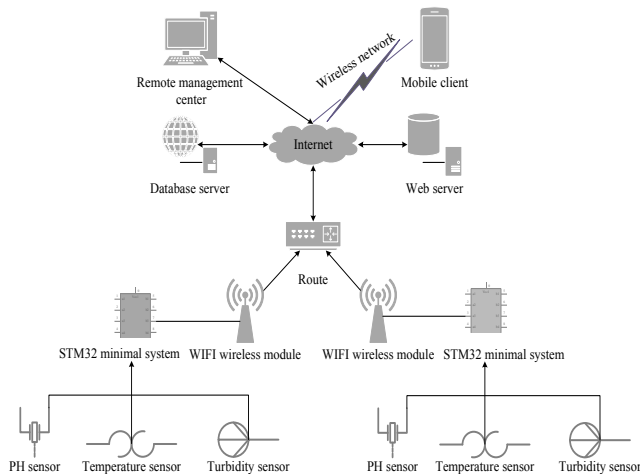 Remote management
center
Wireless network
Mobile client
Internet
Database server
Web server
Route
STM32 minimal system
WIFI wireless module
WIFI wireless module
STM32 minimal system
PH sensor
Temperature sensor
Turbidity sensor
PH sensor
Temperature sensor
Turbidity sensor